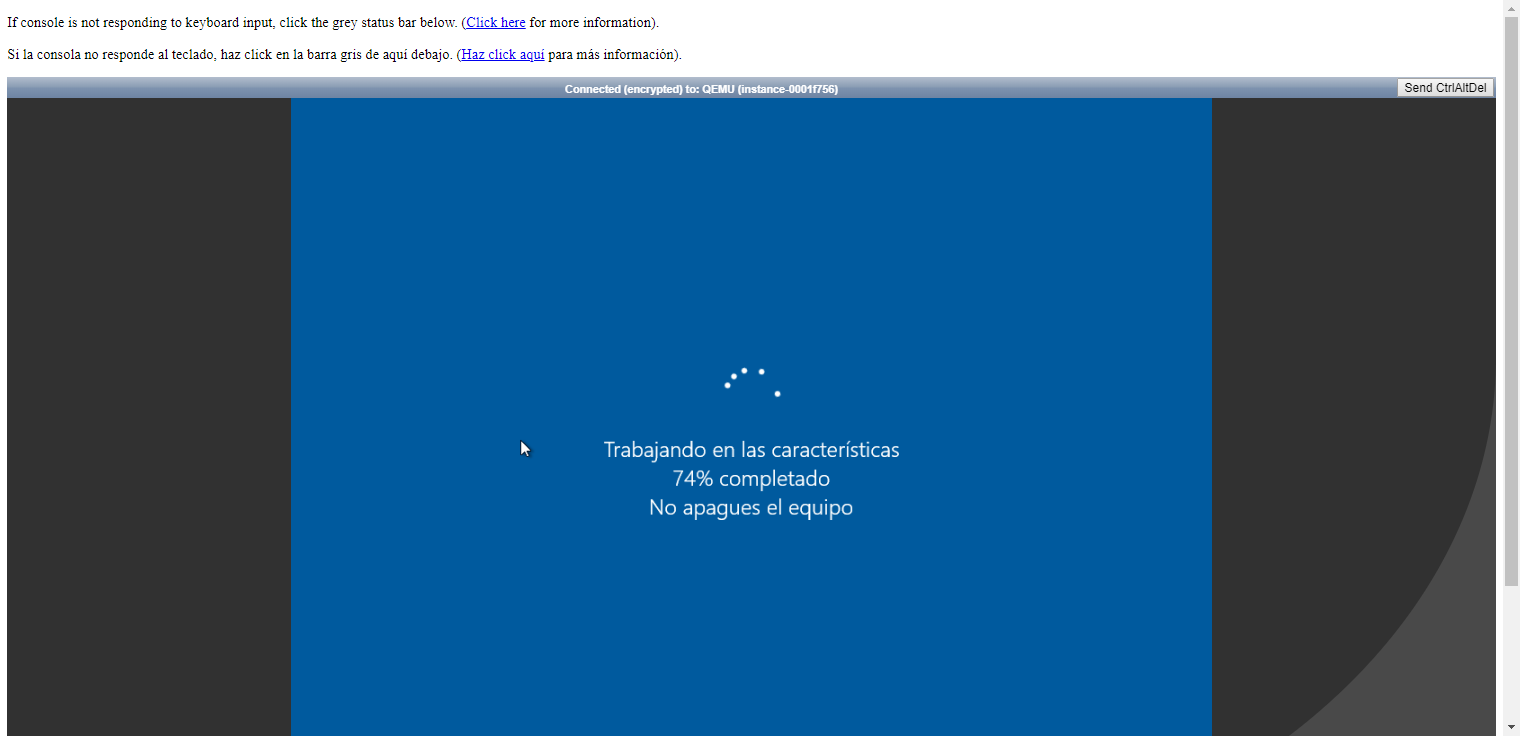 If console is not responding to keyboard input, click the grey status bar below. (Click here for more information).
Si la consola no responde al teclado, haz click en la barra gris de aquí debajo. (Haz click aquí para más información).
Connected (encrypted) to: QEMU (instance-0001f756)
Send CtrlAltDel
Trabajando en las características
74% completado
No apagues el equipo